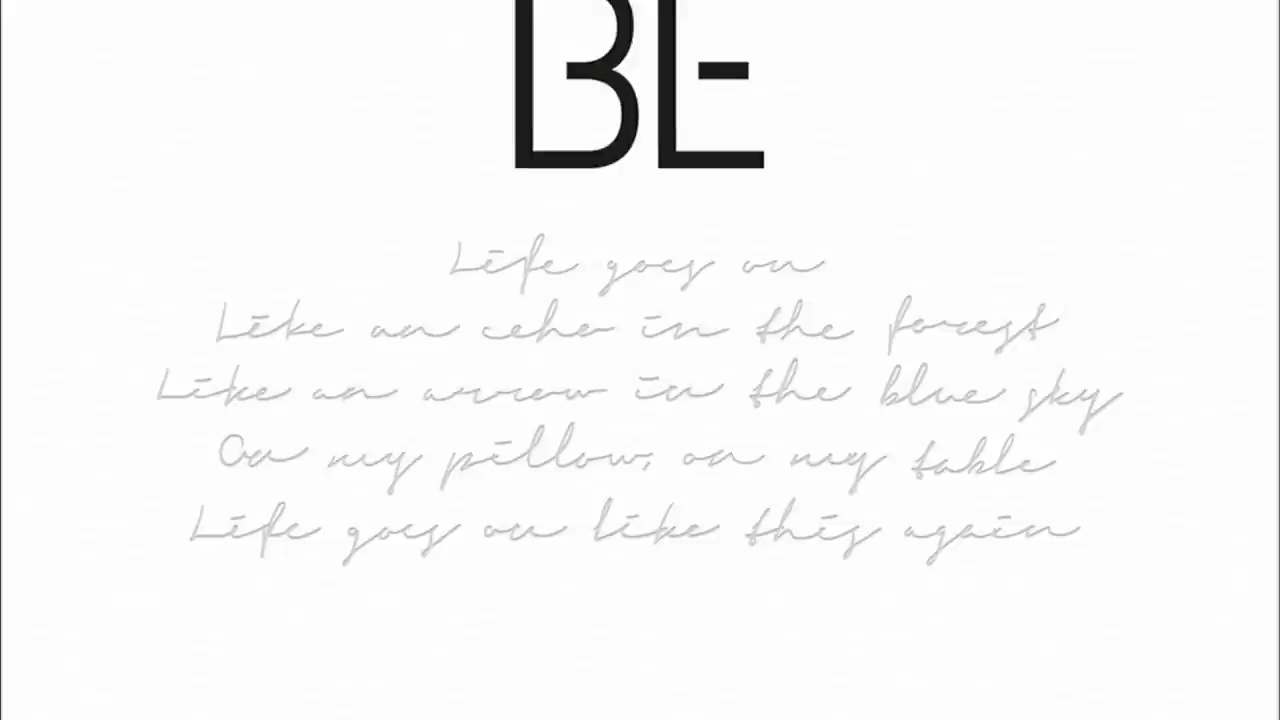 BE
Life goes on
Like an echo in the forest
Like an arrow in the blue sky
On my pillow, on my table
Life goes on like this again